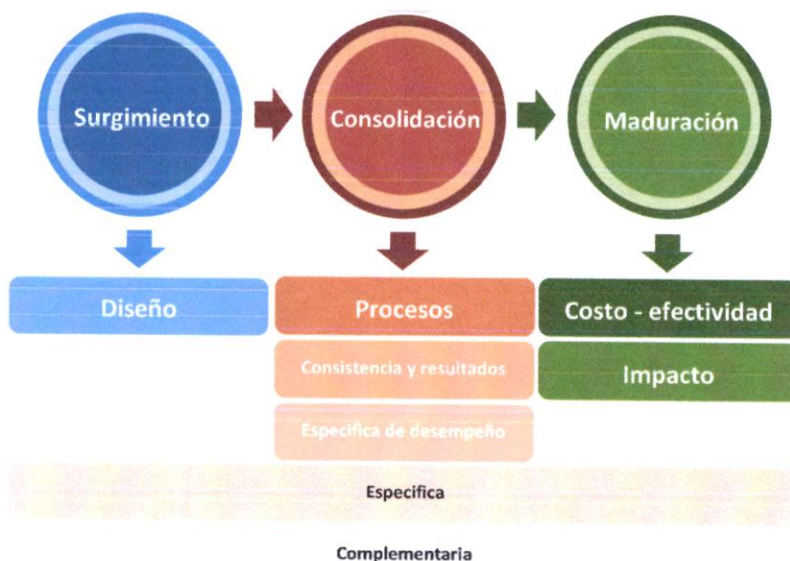 Surgimiento
Consolidación
Maduración
Diseño
Procesos
Costo - efectividad
Consistencia y resultados
Impacto
Especifica de desempeño
Especifica
Complementaria